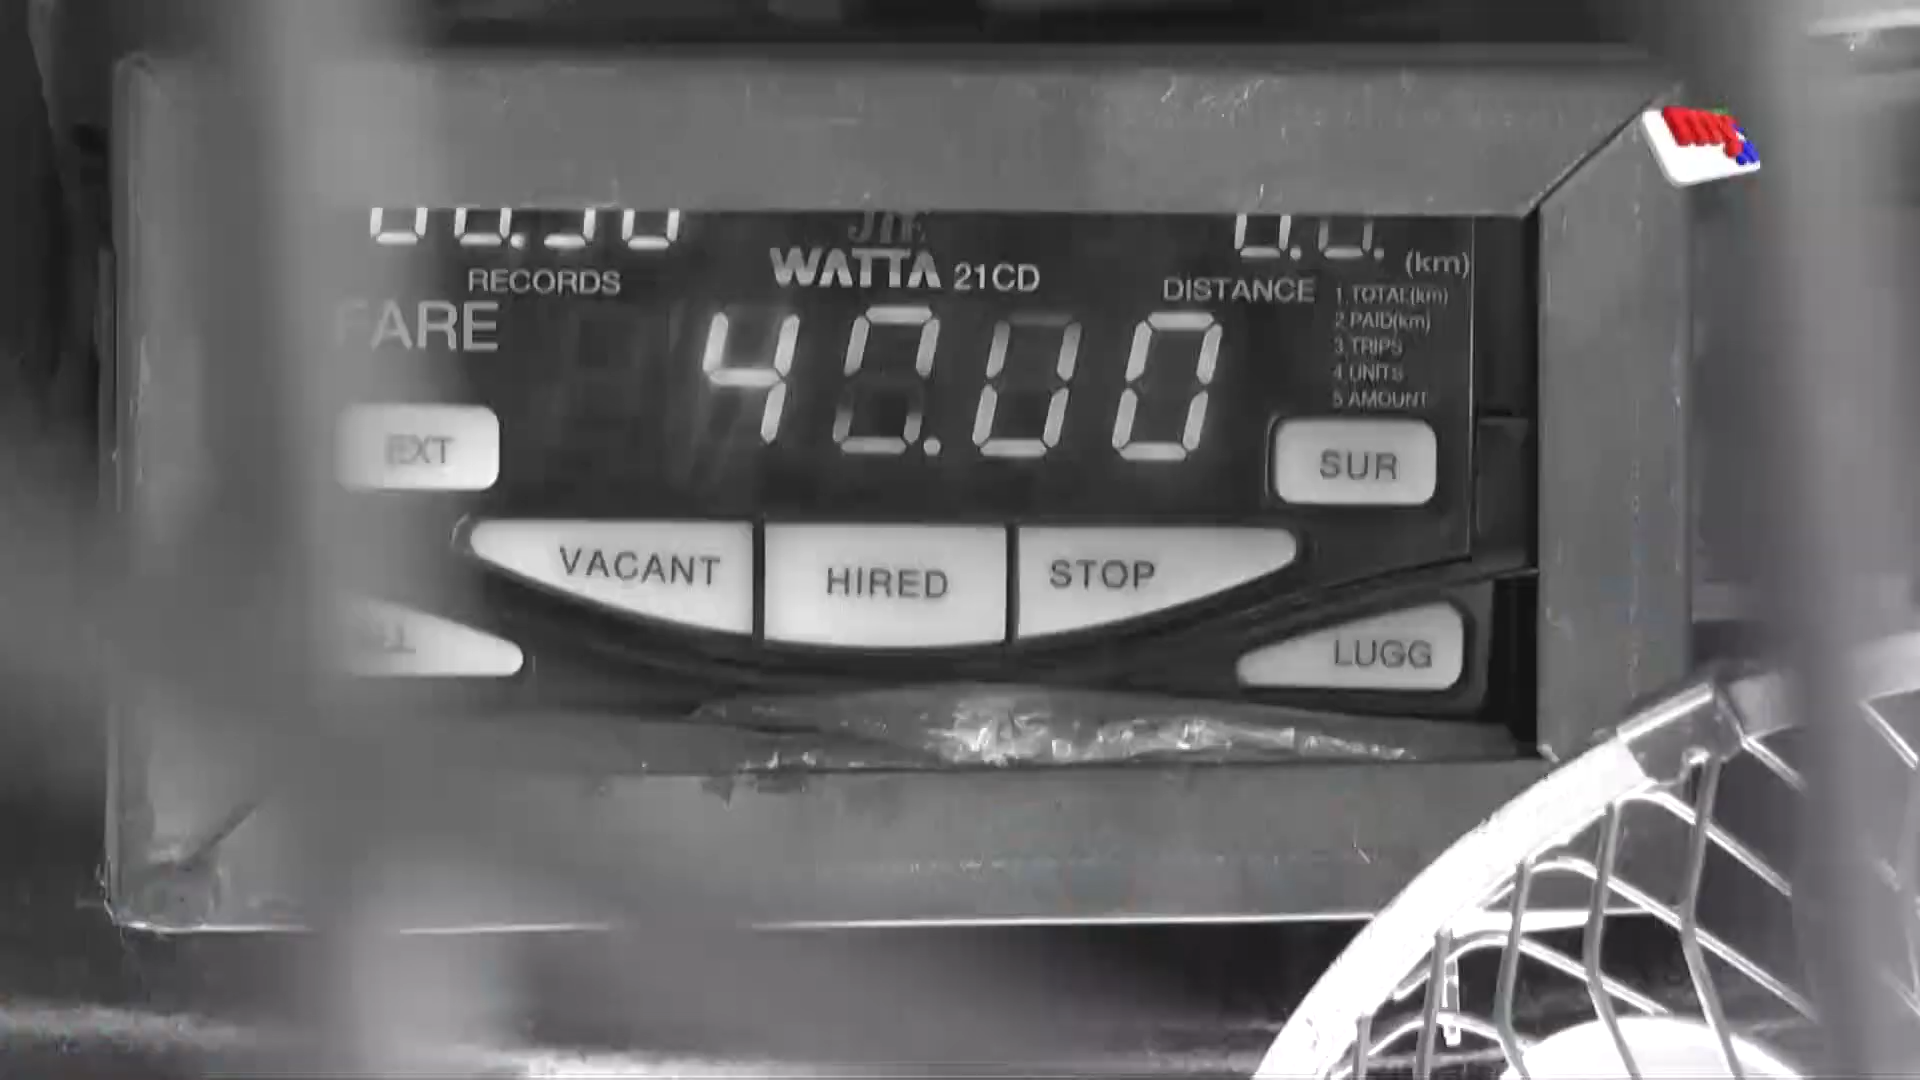 RECORDS
WATTA 21CD
(km)
DISTANCE
FARE
1.TOTAL(km)
2.PAID(km)
3.TRIPS
4.UNITS
5.AMOUNT
40.00
EXT
SUR
VACANT
HIRED
STOP
LUGG
my